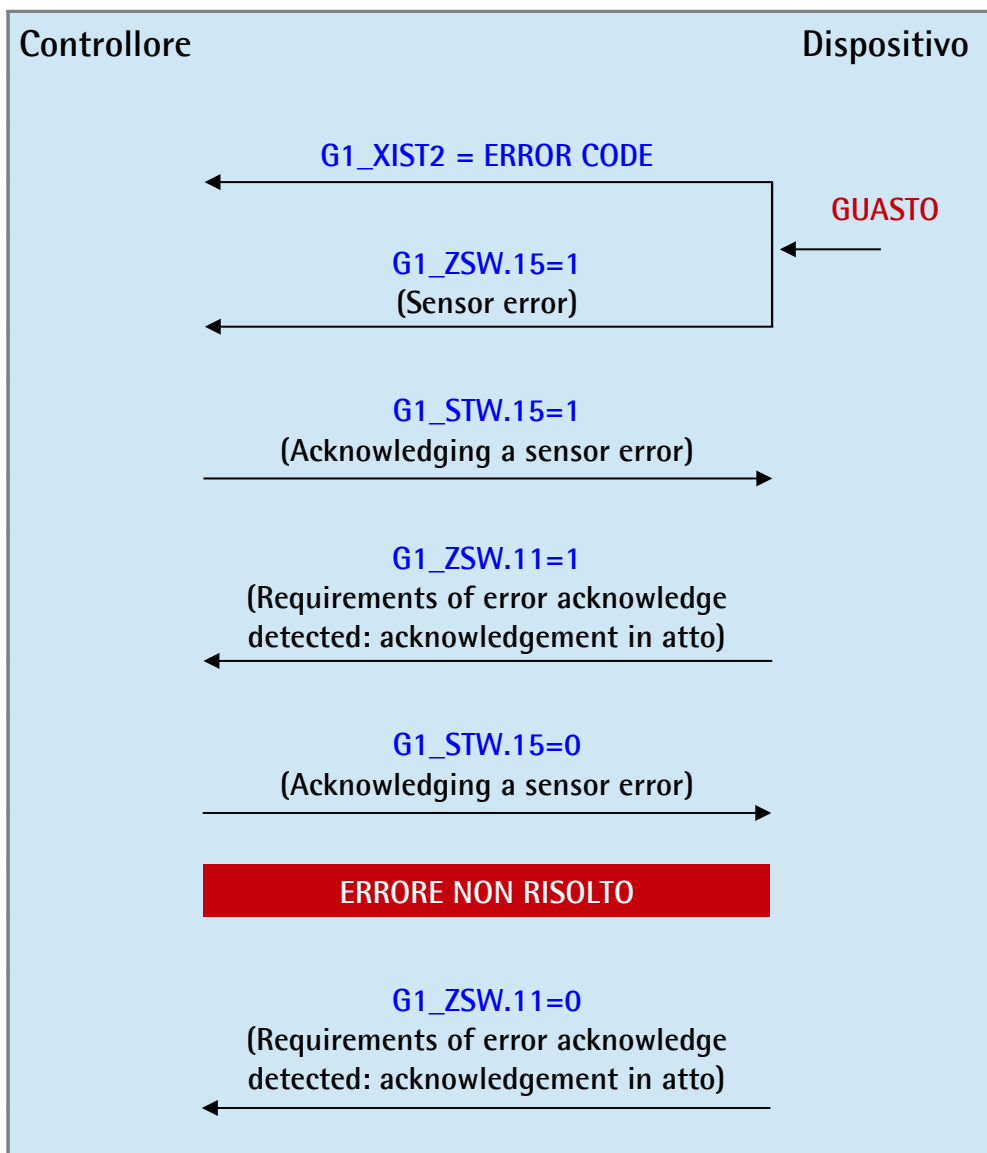 Controllore
Dispositivo
G1_XIST2 = ERROR CODE
GUASTO
G1_ZSW.15=1
(Sensor error)
G1_STW.15=1
(Acknowledging a sensor error)
G1_ZSW.11=1
(Requirements of error acknowledge
detected: acknowledgement in atto)
G1_STW.15=0
(Acknowledging a sensor error)
ERRORE NON RISOLTO
G1_ZSW.11=0
(Requirements of error acknowledge
detected: acknowledgement in atto)